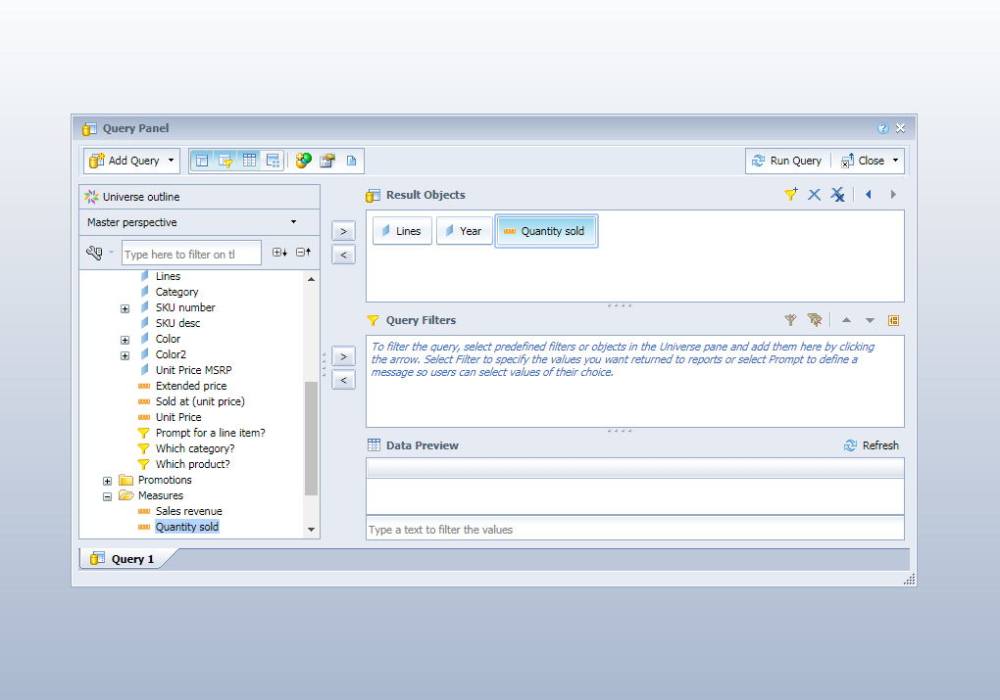 Query Panel
Add Query
Run Query
Close
Universe outline
Master perspective
Type here to filter on tl
Lines
Category
SKU number
SKU desc
Color
Color2
Unit Price MSRP
Extended price
Sold at (unit price)
Unit Price
Prompt for a line item?
Which category?
Which product?
Promotions
Measures
Sales revenue
Quantity sold
>
<
>
<
Result Objects
Lines
Year
Quantity sold
Query Filters
To filter the query, select predefined filters or objects in the Universe pane and add them here by clicking
the arrow. Select Filter to specify the values you want returned to reports or select Prompt to define a
message so users can select values of their choice.
Data Preview
Refresh
Type a text to filter the values
Query 1